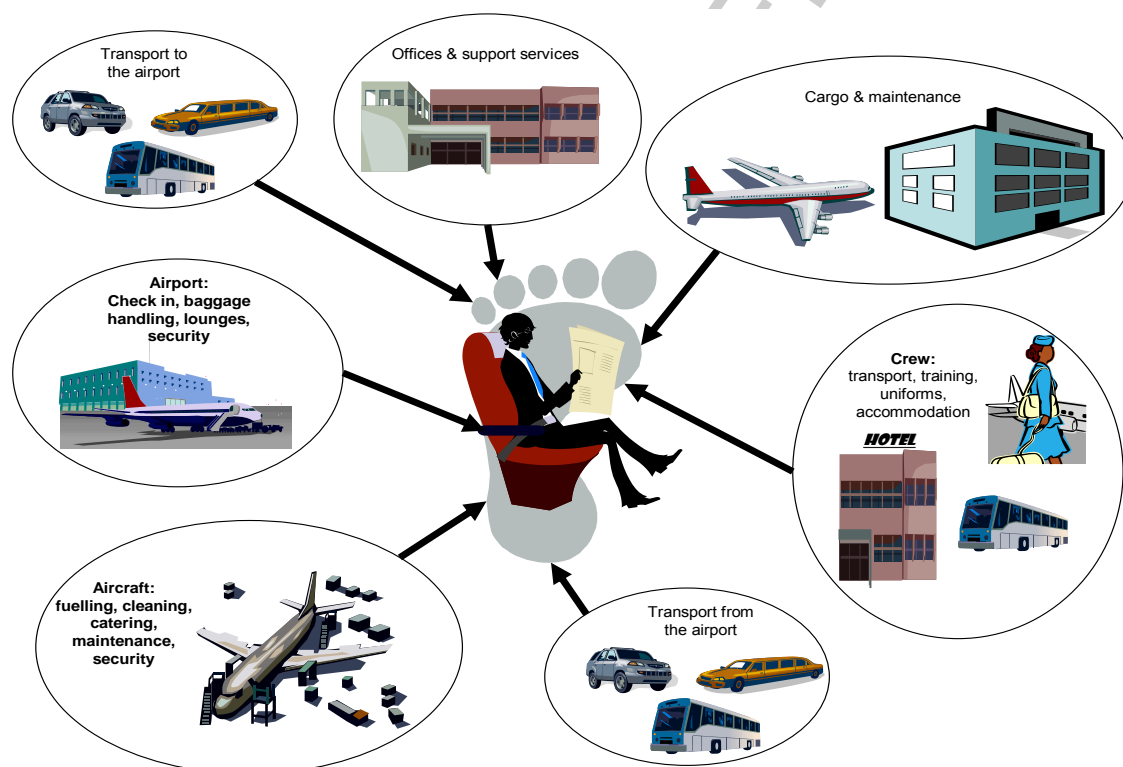 Transport to
the airport
Offices & support services
Cargo & maintenance
Airport:
Check in, baggage
handling, lounges,
security
Crew:
transport, training,
uniforms,
accommodation
HOTEL
Aircraft:
fuelling, cleaning,
catering,
maintenance,
security
Transport from
the airport